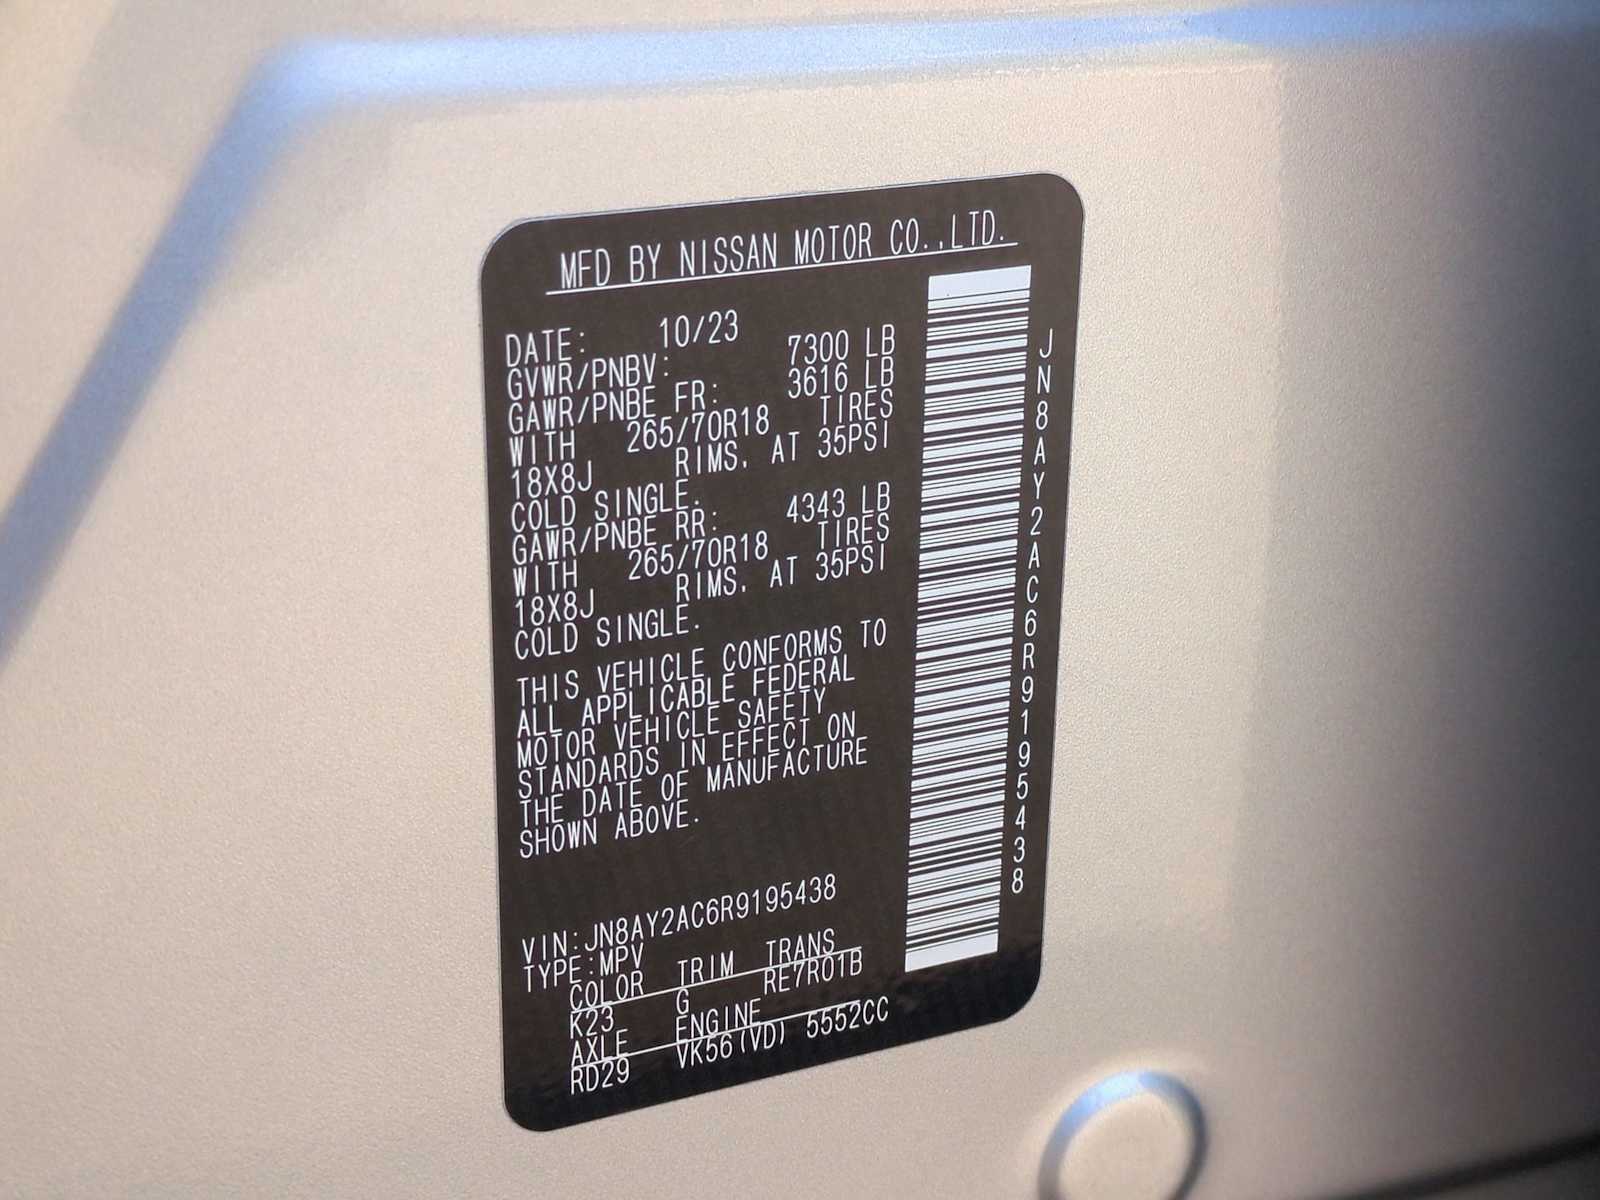 MFD BY NISSAN MOTOR CO.,LTD.
DATE: 10/23
GVWR/PNBV: 7300 LB
GAWR/PNBE FR: 3616 LB
WITH 265/70R18 TIRES
18X8J RIMS. AT 35PSI
COLD SINGLE.
GAWR/PNBE RR: 4343 LB
WITH 265/70R18 TIRES
18X8J RIMS. AT 35PSI
COLD SINGLE.
THIS VEHICLE CONFORMS TO
ALL APPLICABLE FEDERAL
MOTOR VEHICLE SAFETY
STANDARDS IN EFFECT ON
THE DATE OF MANUFACTURE
SHOWN ABOVE.
VIN:JN8AY2AC6R9195438
TYPE:MPV
COLOR TRIM TRANS
K23 G RE7R01B
AXLE ENGINE
RD29 VK56(VD) 5552CC
JN8AY2AC6R9195438